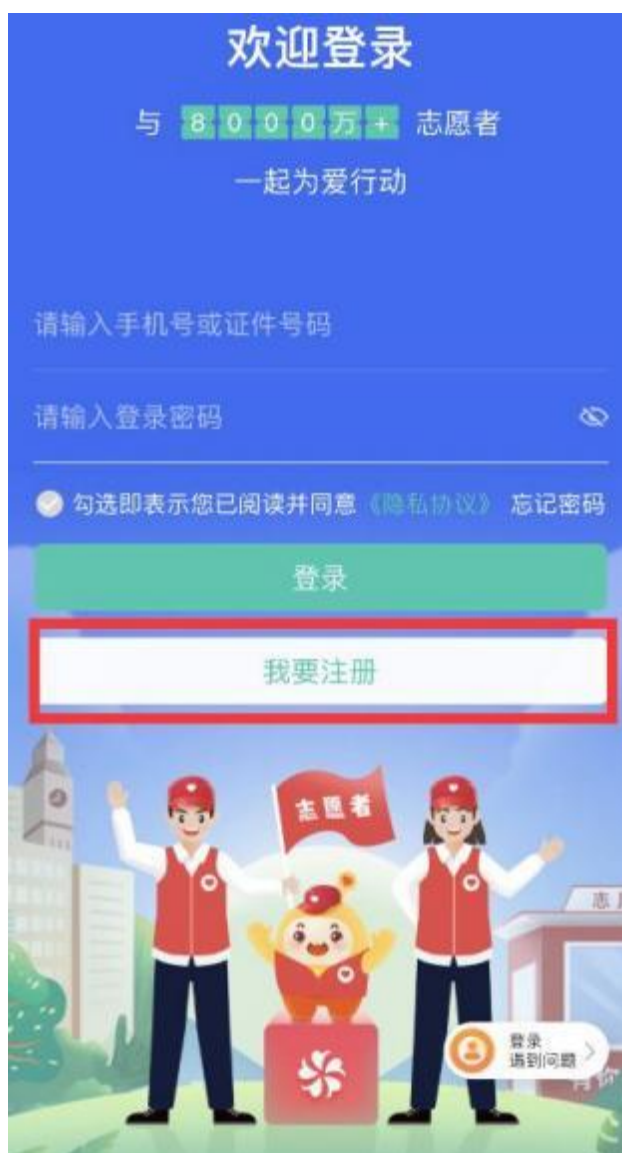 欢迎登录
与 8000万+ 志愿者
一起为爱行动
请输入手机号或证件号码
请输入登录密码
勾选即表示您已阅读并同意《隐私协议》 忘记密码
登录
我要注册
志愿者
志
登录
遇到问题
有你